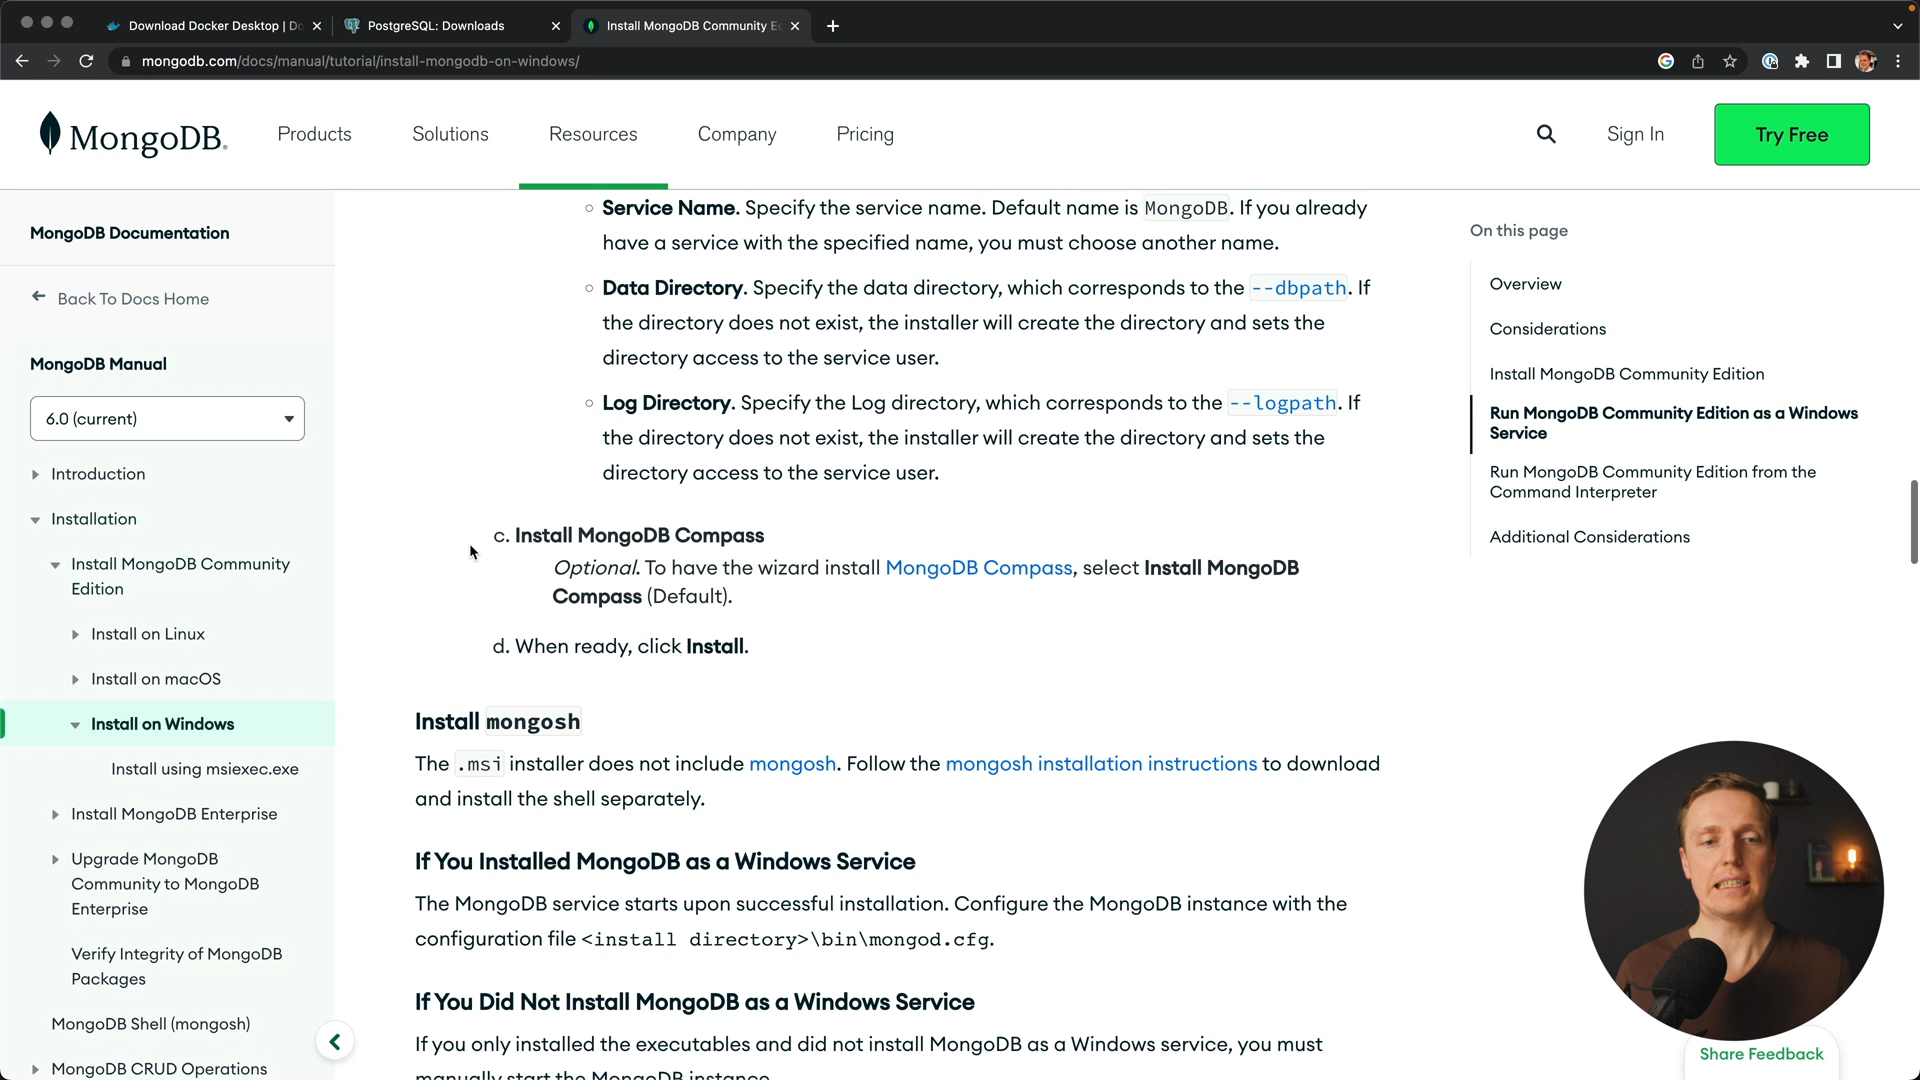 Download Docker Desktop | Do
PostgreSQL: Downloads
Install MongoDB Community E
mongodb.com/docs/manual/tutorial/install-mongodb-on-windows/
MongoDB.
Products
Solutions
Resources
Company
Pricing
Sign In
Try Free
MongoDB Documentation
Back To Docs Home
MongoDB Manual
6.0 (current)
Introduction
Installation
Install MongoDB Community
Edition
Install on Linux
Install on macOS
Install on Windows
Install using msiexec.exe
Install MongoDB Enterprise
Upgrade MongoDB
Community to MongoDB
Enterprise
Verify Integrity of MongoDB
Packages
MongoDB Shell (mongosh)
MongoDB CRUD Operations
Service Name. Specify the service name. Default name is MongoDB. If you already
have a service with the specified name, you must choose another name.
Data Directory. Specify the data directory, which corresponds to the --dbpath. If
the directory does not exist, the installer will create the directory and sets the
directory access to the service user.
Log Directory. Specify the Log directory, which corresponds to the --logpath. If
the directory does not exist, the installer will create the directory and sets the
directory access to the service user.
c. Install MongoDB Compass
Optional. To have the wizard install MongoDB Compass, select Install MongoDB
Compass (Default).
d. When ready, click Install.
Install mongosh
The .msi installer does not include mongosh. Follow the mongosh installation instructions to download
and install the shell separately.
If You Installed MongoDB as a Windows Service
The MongoDB service starts upon successful installation. Configure the MongoDB instance with the
configuration file <install directory>\bin\mongod.cfg.
If You Did Not Install MongoDB as a Windows Service
If you only installed the executables and did not install MongoDB as a Windows service, you must
manually start the MongoDB instance.
On this page
Overview
Considerations
Install MongoDB Community Edition
Run MongoDB Community Edition as a Windows
Service
Run MongoDB Community Edition from the
Command Interpreter
Additional Considerations
Share Feedback